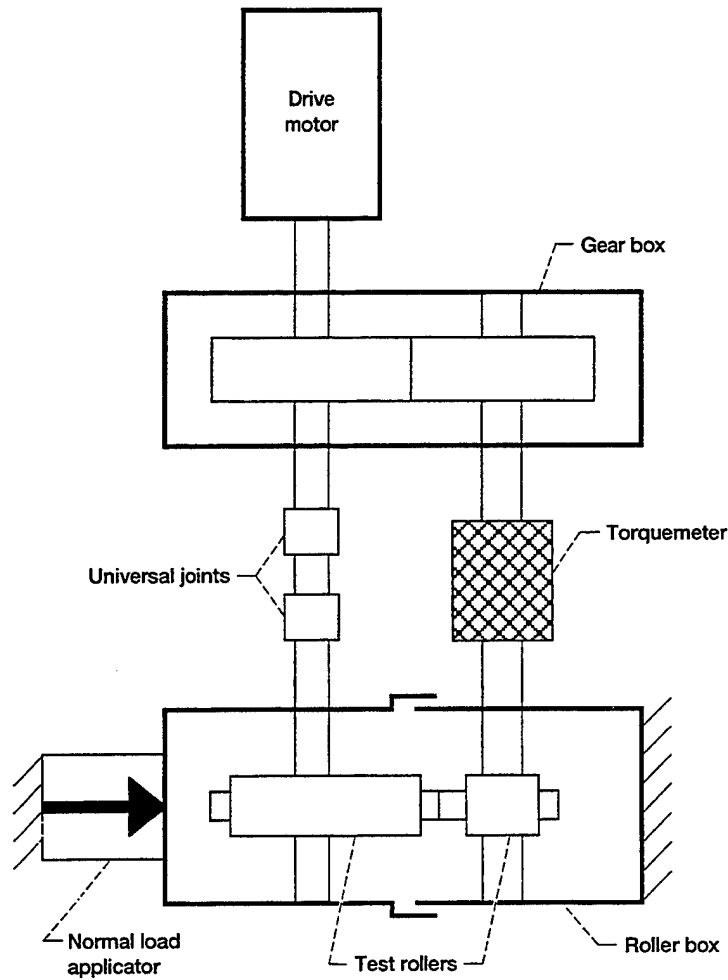 Drive
motor
Gear box
Torquemeter
Universal joints
Normal load
applicator
Test rollers
Roller box